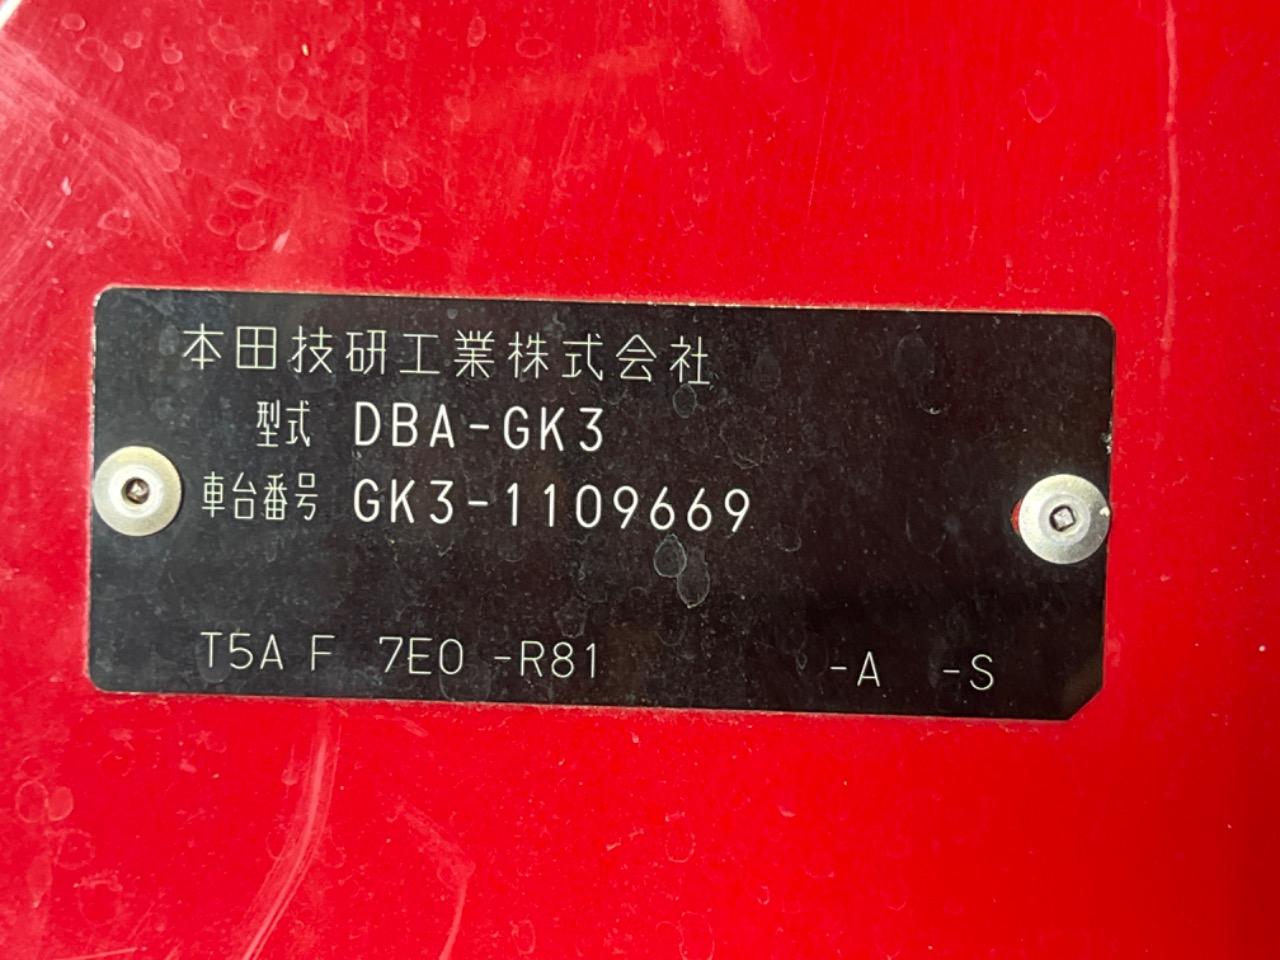 本田技研工業株式会社
型式 DBA-GK3
車台番号 GK3-1109669
T5A F 7E0 -R81 -A -S